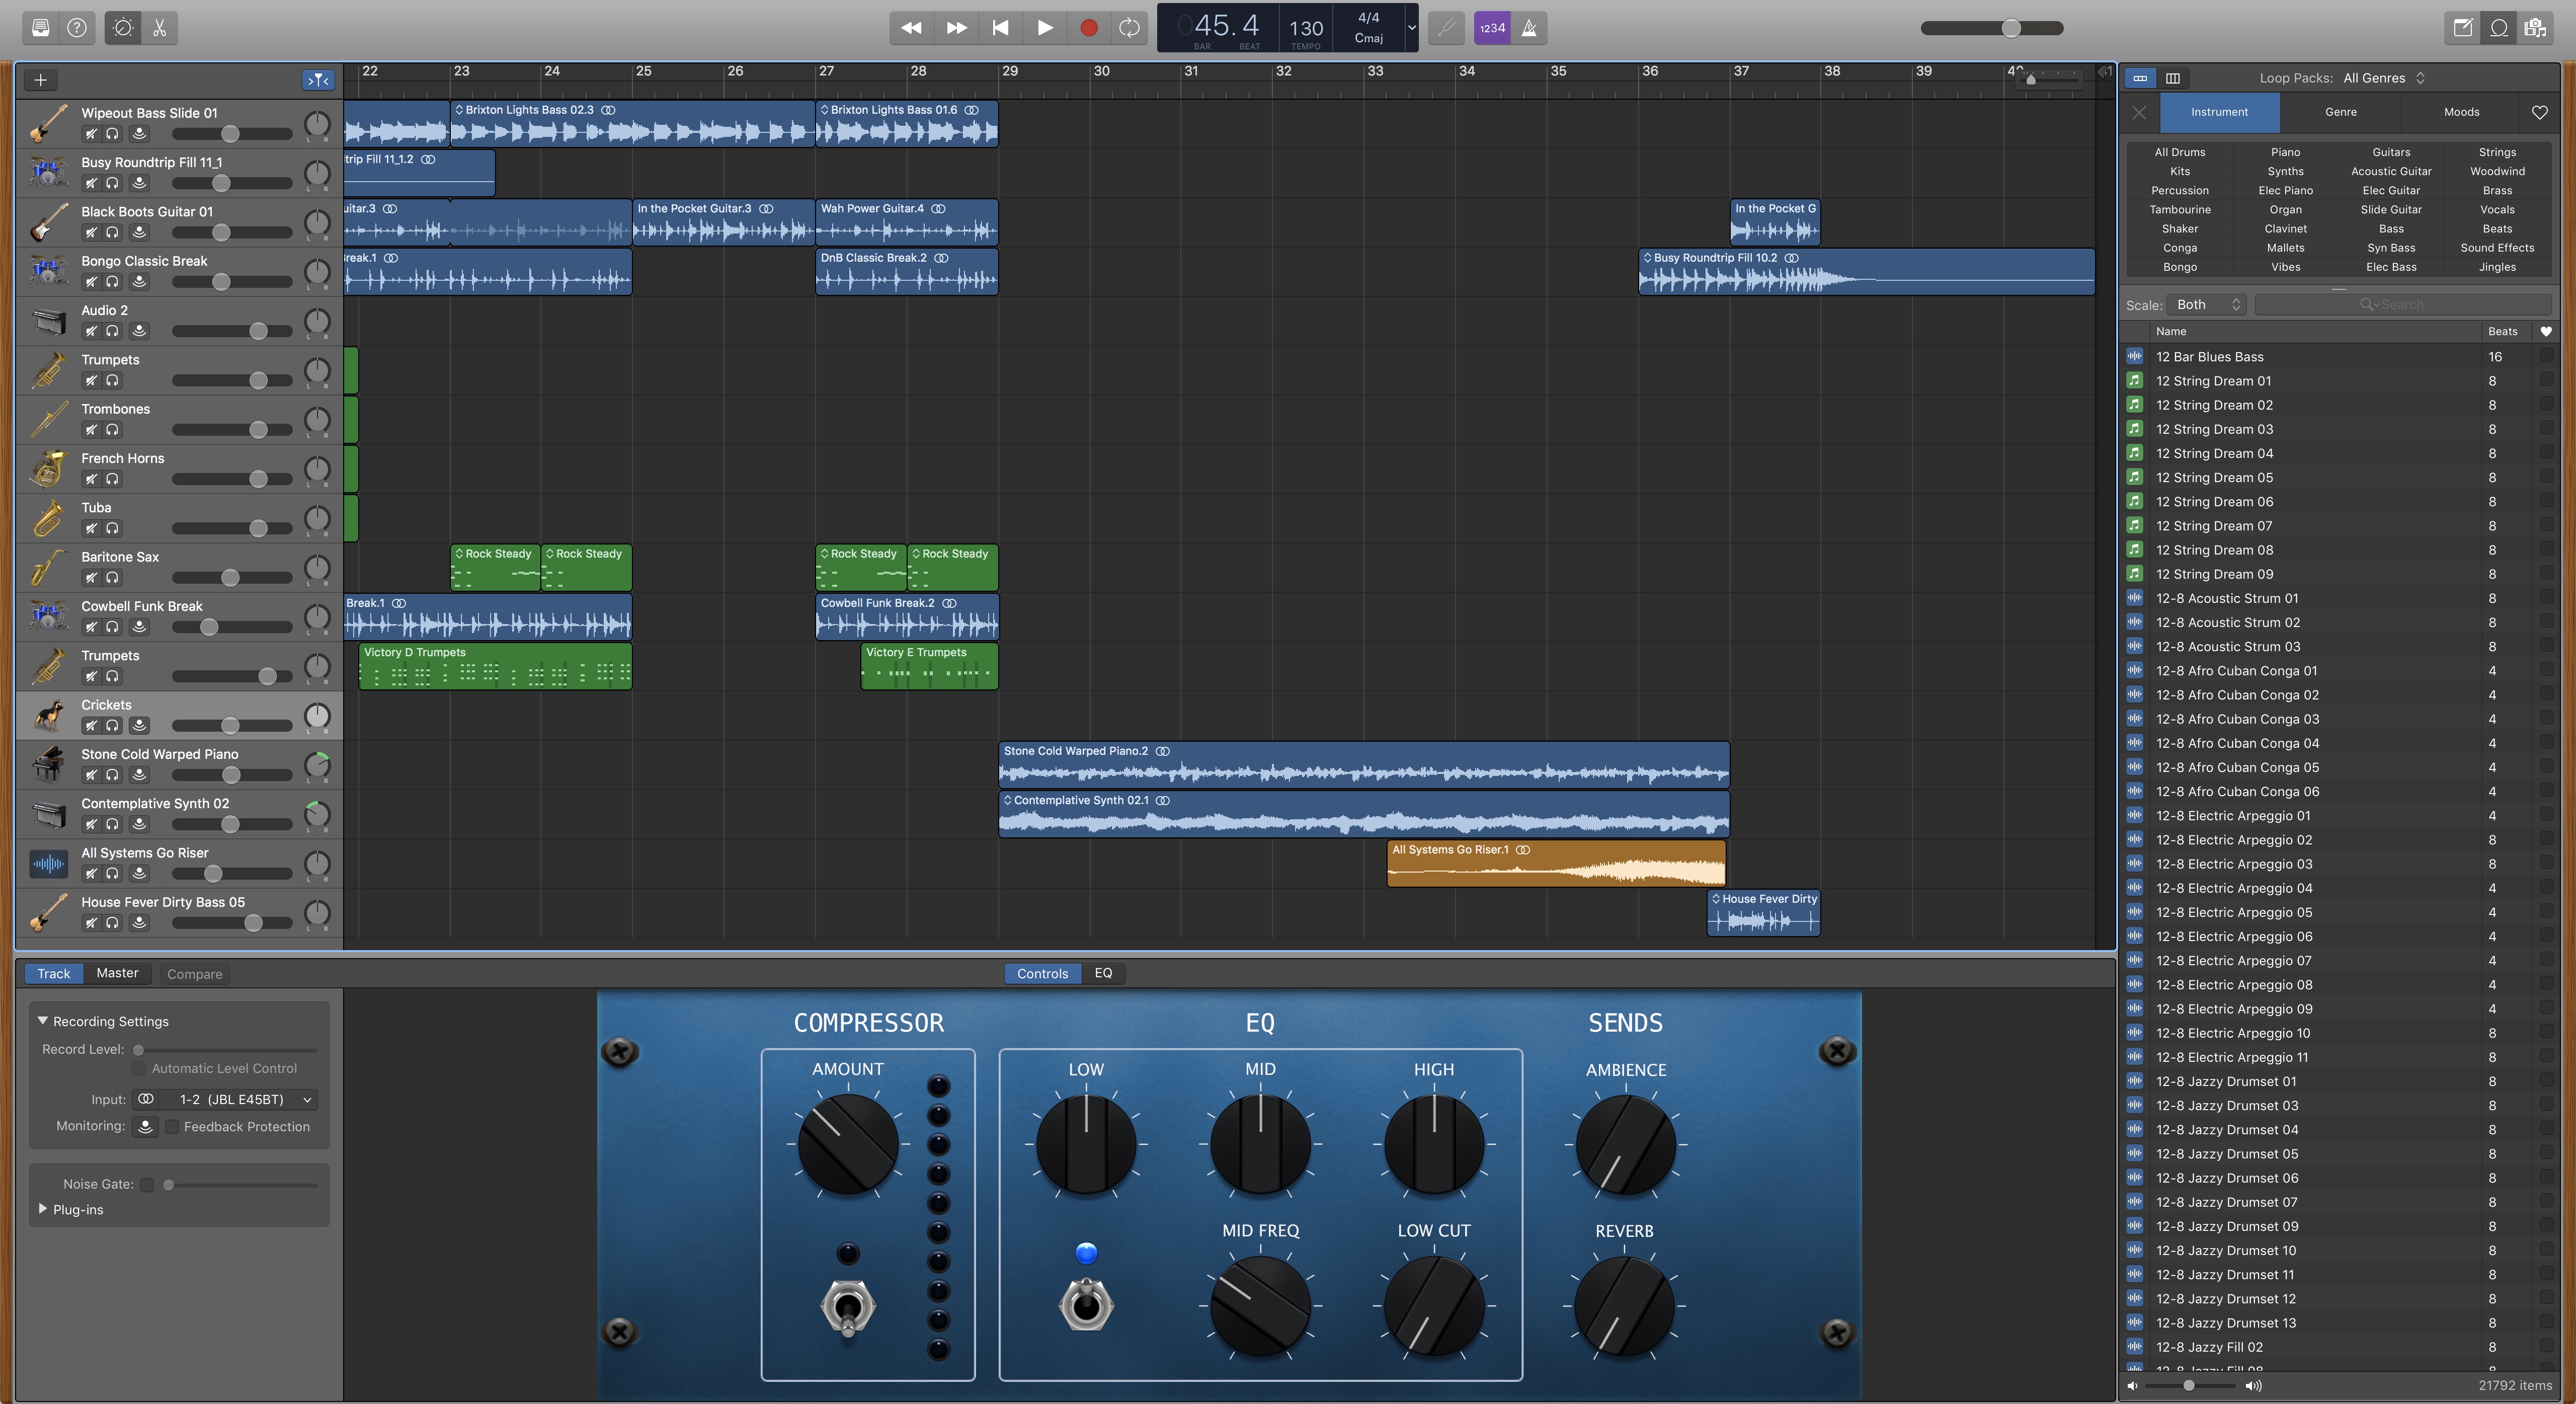 45.4 130 4/4 1234
BAR BEAT TEMPO Cmaj
22 23 24 25 26 27 28 29 30 31 32 33 34 35 36 37 38 39
Wipeout Bass Slide 01
L R
Busy Roundtrip Fill 11_1
L R
Black Boots Guitar 01
L R
Bongo Classic Break
L R
Audio 2
L R
Trumpets
L R
Trombones
L R
French Horns
L R
Tuba
L R
Baritone Sax
L R
Cowbell Funk Break
L R
Trumpets
L R
Crickets
L R
Stone Cold Warped Piano
L R
Contemplative Synth 02
L R
All Systems Go Riser
L R
House Fever Dirty Bass 05
L R
Brixton Lights Bass 02.3 Brixton Lights Bass 01.6
trip Fill 11_1.2
uitar.3 In the Pocket Guitar.3 Wah Power Guitar.4 In the Pocket G
reak.1 DnB Classic Break.2 Busy Roundtrip Fill 10.2
Rock Steady Rock Steady Rock Steady Rock Steady
Break.1 Cowbell Funk Break.2
Victory D Trumpets Victory E Trumpets
Stone Cold Warped Piano.2
Contemplative Synth 02.1
All Systems Go Riser.1
House Fever Dirty
Loop Packs: All Genres
Instrument Genre Moods
All Drums Piano Guitars Strings
Kits Synths Acoustic Guitar Woodwind
Percussion Elec Piano Elec Guitar Brass
Tambourine Organ Slide Guitar Vocals
Shaker Clavinet Bass Beats
Conga Mallets Syn Bass Sound Effects
Bongo Vibes Elec Bass Jingles
Scale: Both Search
Name Beats
12 Bar Blues Bass 16
12 String Dream 01 8
12 String Dream 02 8
12 String Dream 03 8
12 String Dream 04 8
12 String Dream 05 8
12 String Dream 06 8
12 String Dream 07 8
12 String Dream 08 8
12 String Dream 09 8
12-8 Acoustic Strum 01 8
12-8 Acoustic Strum 02 8
12-8 Acoustic Strum 03 8
12-8 Afro Cuban Conga 01 4
12-8 Afro Cuban Conga 02 4
12-8 Afro Cuban Conga 03 4
12-8 Afro Cuban Conga 04 4
12-8 Afro Cuban Conga 05 4
12-8 Afro Cuban Conga 06 4
12-8 Electric Arpeggio 01 4
12-8 Electric Arpeggio 02 8
12-8 Electric Arpeggio 03 8
12-8 Electric Arpeggio 04 4
12-8 Electric Arpeggio 05 4
12-8 Electric Arpeggio 06 4
12-8 Electric Arpeggio 07 4
12-8 Electric Arpeggio 08 4
12-8 Electric Arpeggio 09 4
12-8 Electric Arpeggio 10 8
12-8 Electric Arpeggio 11 8
12-8 Jazzy Drumset 01 8
12-8 Jazzy Drumset 03 8
12-8 Jazzy Drumset 04 8
12-8 Jazzy Drumset 05 8
12-8 Jazzy Drumset 06 8
12-8 Jazzy Drumset 07 8
12-8 Jazzy Drumset 09 8
12-8 Jazzy Drumset 10 8
12-8 Jazzy Drumset 11 8
12-8 Jazzy Drumset 12 8
12-8 Jazzy Drumset 13 8
12-8 Jazzy Fill 02 8
21792 items
Track Master Compare Controls EQ
Recording Settings
Record Level:
Automatic Level Control
Input: 1-2 (JBL E45BT)
Monitoring: Feedback Protection
Noise Gate:
Plug-ins
COMPRESSOR EQ SENDS
AMOUNT LOW MID HIGH AMBIENCE
MID FREQ LOW CUT REVERB